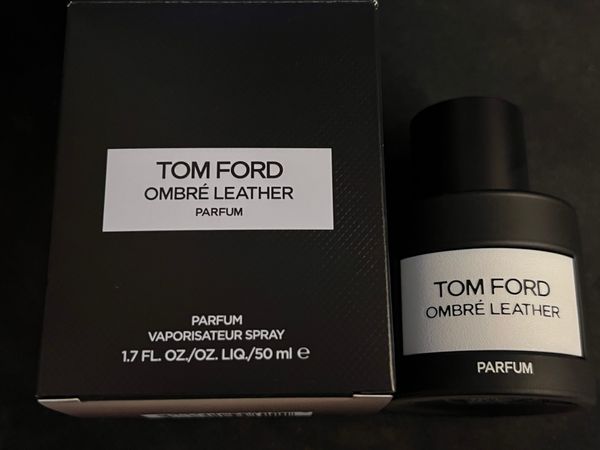 TOM FORD
OMBRÉ LEATHER
PARFUM
PARFUM
VAPORISATEUR SPRAY
1.7 FL. OZ./OZ. LIQ./50 ml ℮
TOM FORD
OMBRÉ LEATHER
PARFUM